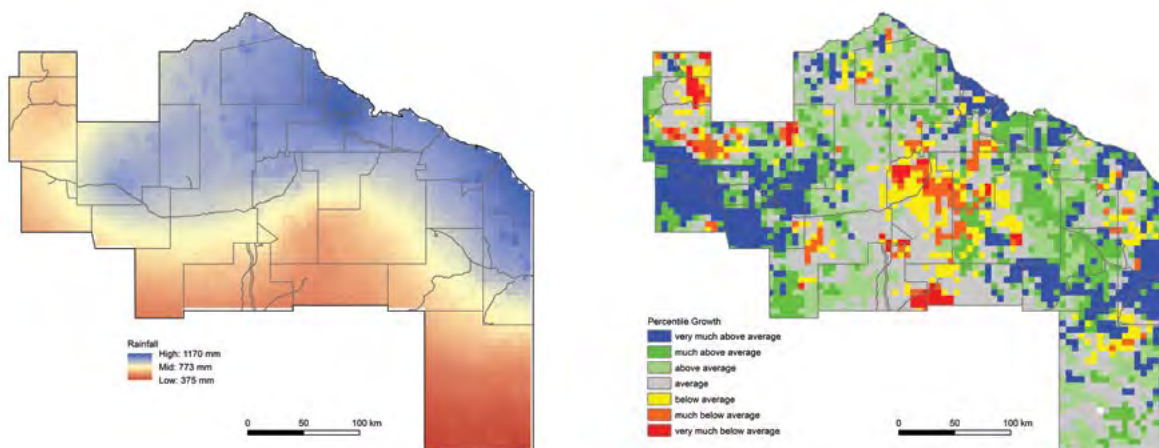 Rainfall
High: 1170 mm
Mid: 773 mm
Low: 375 mm
0 50 100 km
Percentile Growth
very much above average
much above average
above average
average
below average
much below average
very much below average
0 50 100 km